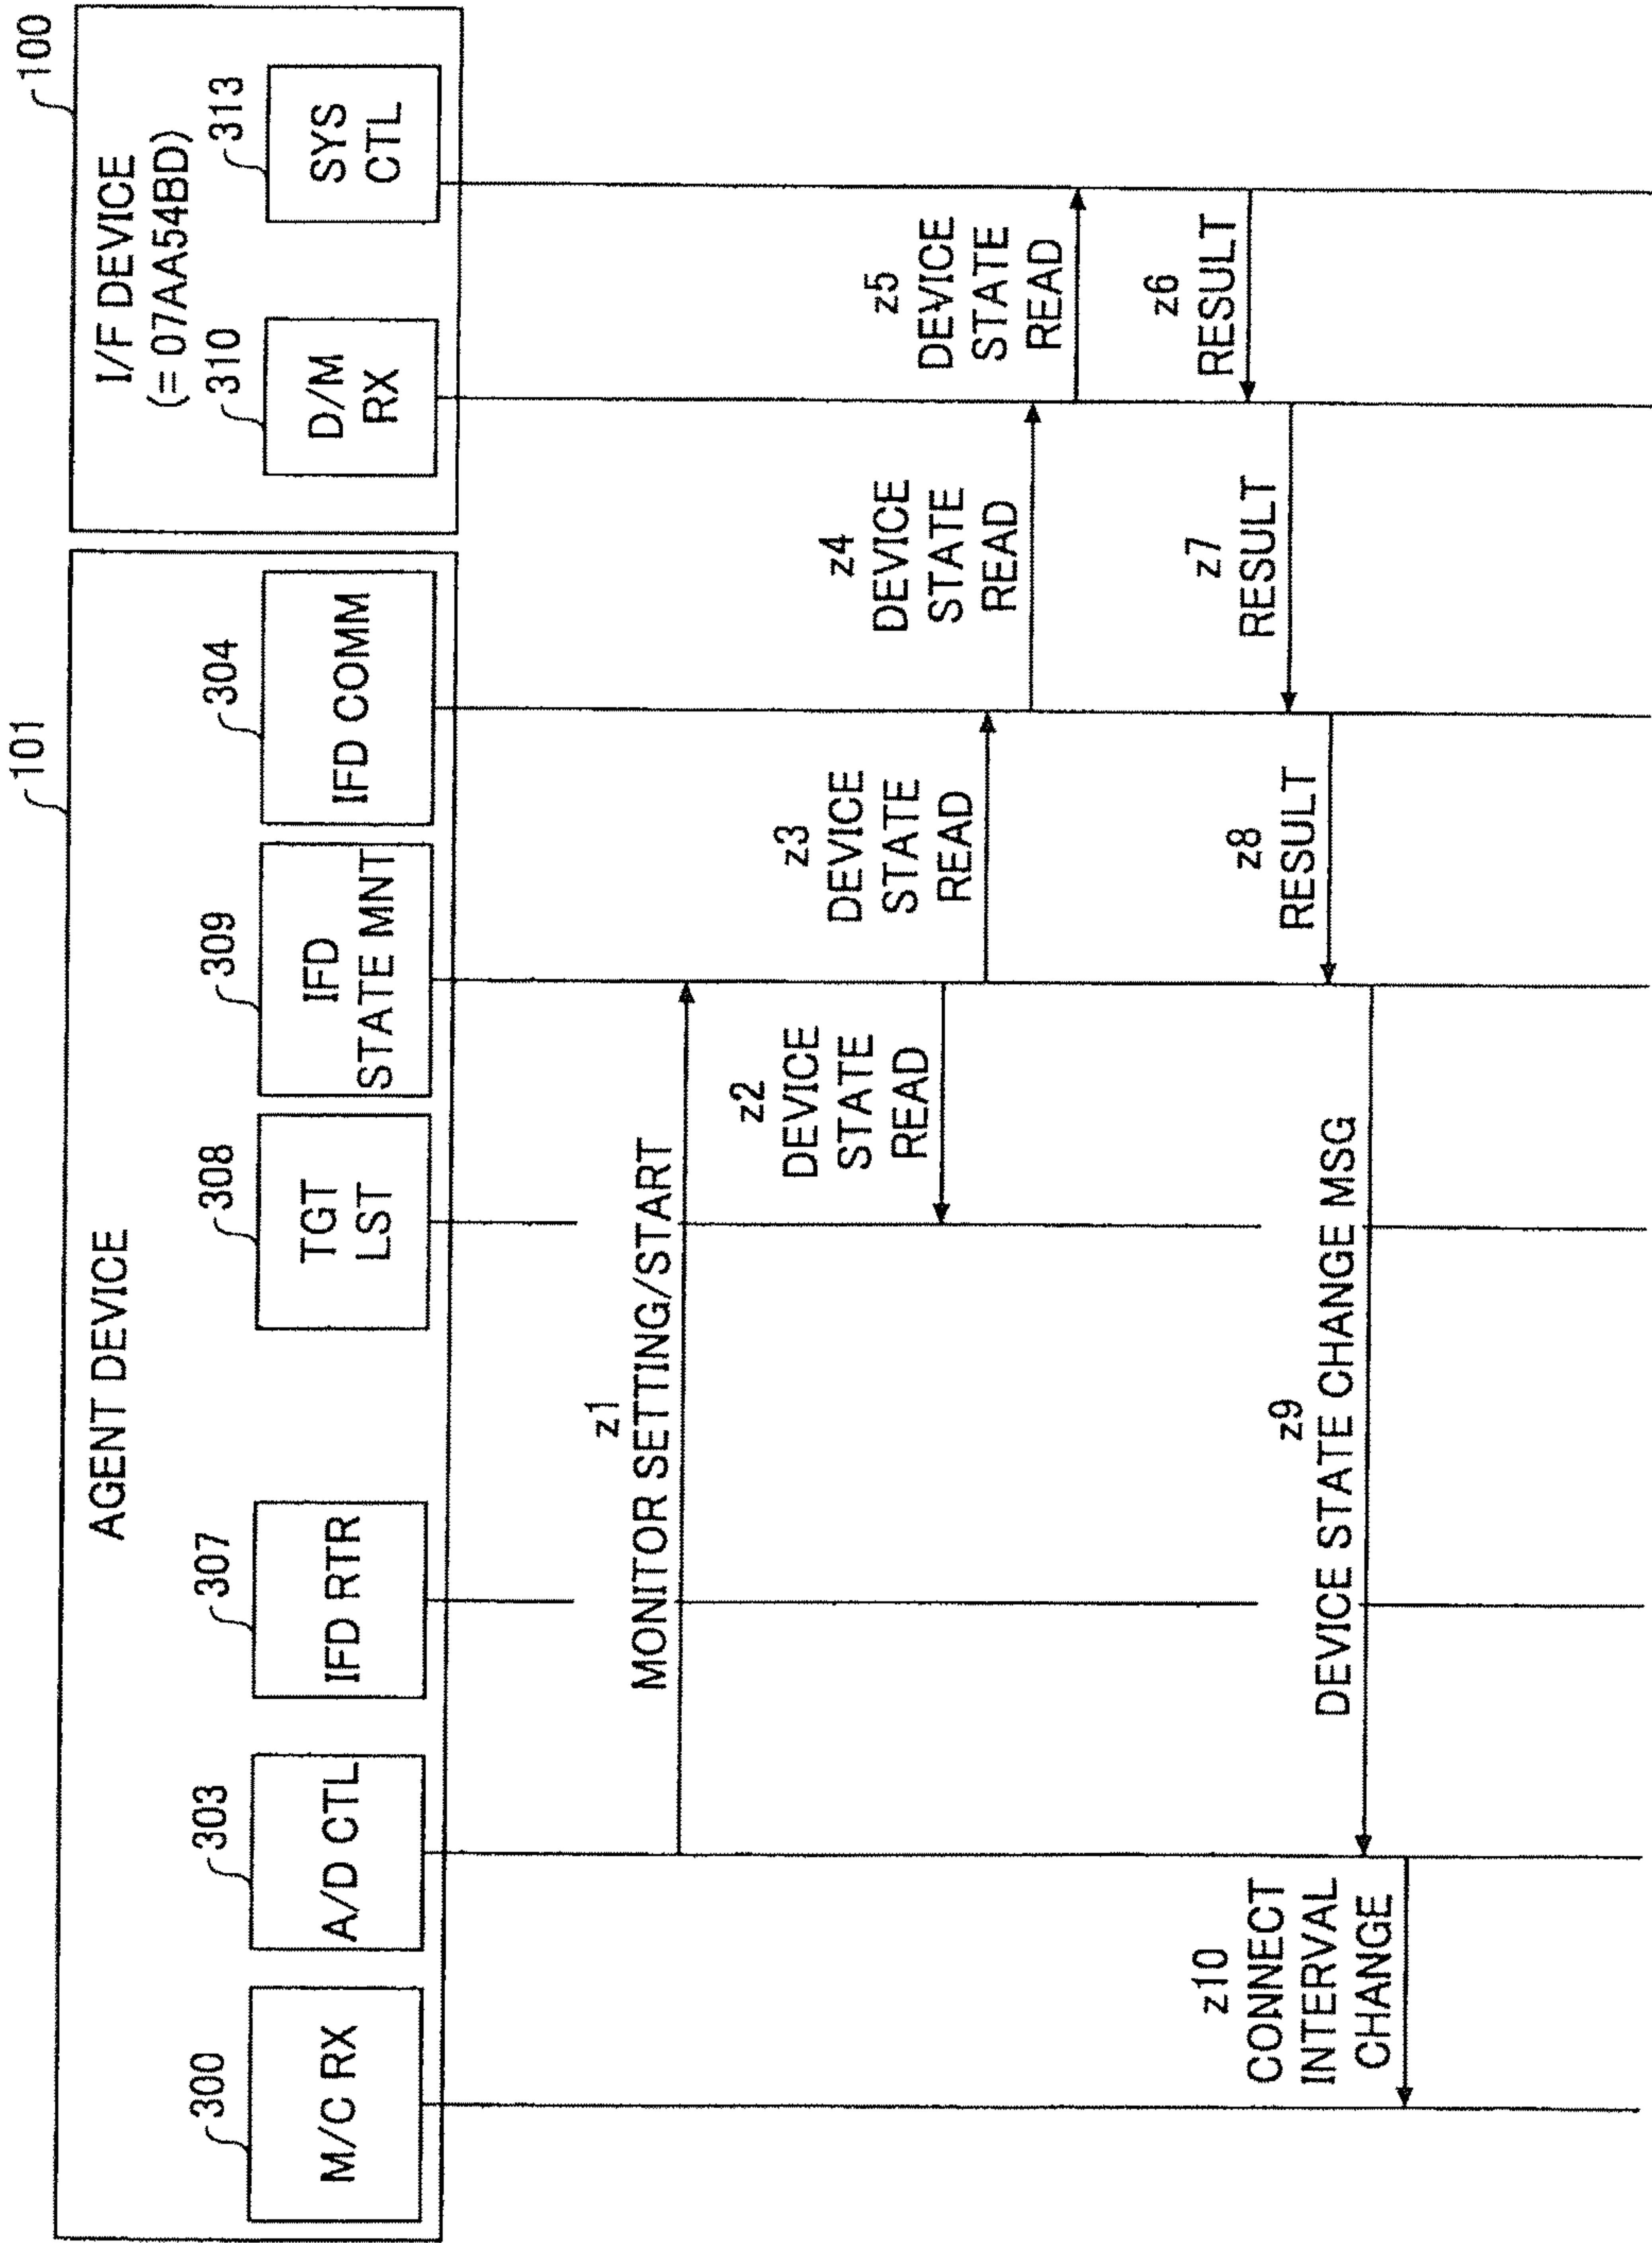 101
100
AGENT DEVICE
I/F DEVICE
(= 07AA54BD)
300
M/C RX
303
A/D CTL
307
IFD RTR
308
TGT
LST
309
IFD
STATE MNT
304
IFD COMM
310
D/M
RX
313
SYS
CTL
z1
MONITOR SETTING/START
z2
DEVICE
STATE
READ
z3
DEVICE
STATE
READ
z4
DEVICE
STATE
READ
z5
DEVICE
STATE
READ
z6
RESULT
z7
RESULT
z8
RESULT
z9
DEVICE STATE CHANGE MSG
z10
CONNECT
INTERVAL
CHANGE